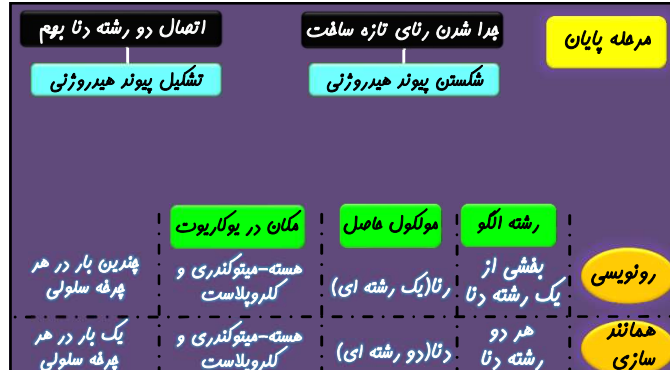 مرحله پایان
جدا شدن رنای تازه ساخت
اتصال دو رشته دنا بهم
شکستن پیوند هیدروژنی
تشکیل پیوند هیدروژنی
رشته الگو
مولکول حاصل
مکان در یوکاریوت
رونویسی
بخشی از
یک رشته دنا
رنا(یک رشته ای)
هسته-میتوکندری و
کلروپلاست
چندین بار در هر
چرخه سلولی
همانند
سازی
هر دو
رشته دنا
دنا(دو رشته ای)
هسته-میتوکندری و
کلروپلاست
یک بار در هر
چرخه سلولی